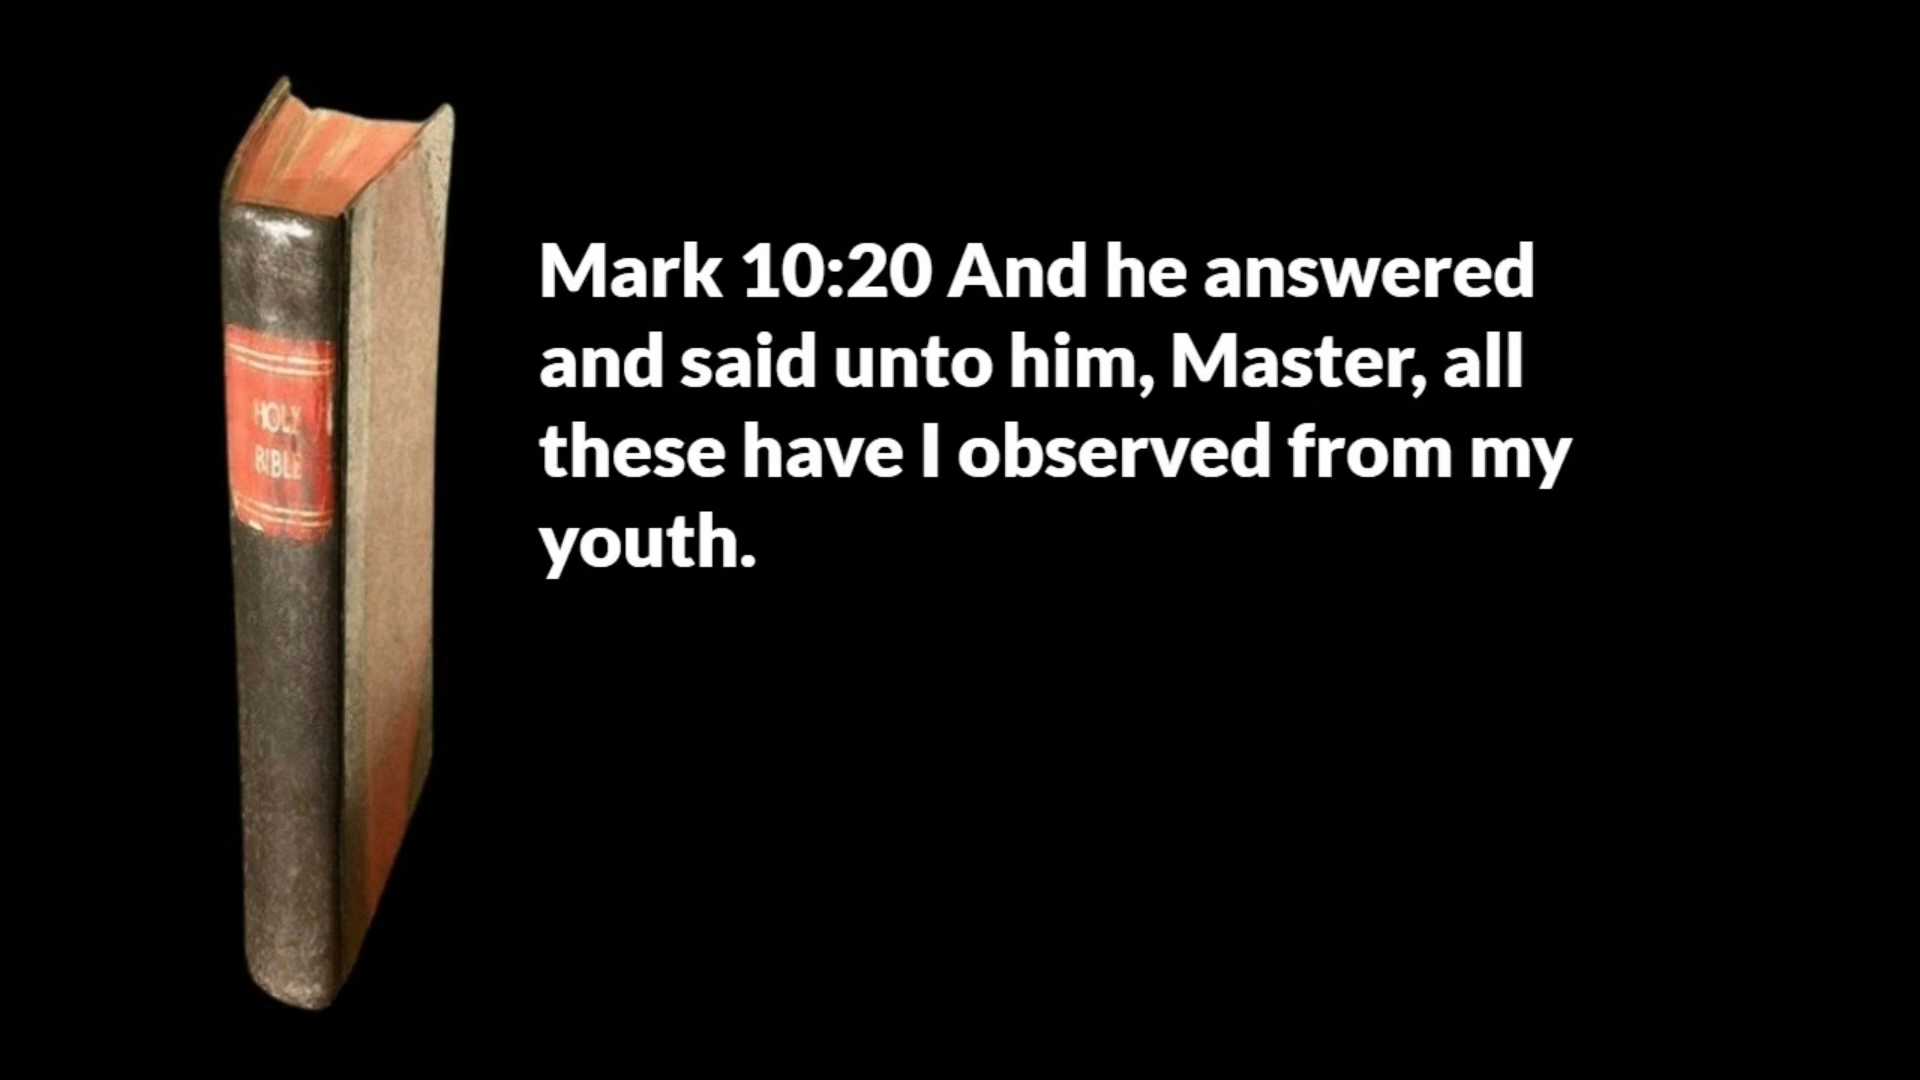 HOLY
BIBLE
Mark 10:20 And he answered
and said unto him, Master, all
these have I observed from my
youth.